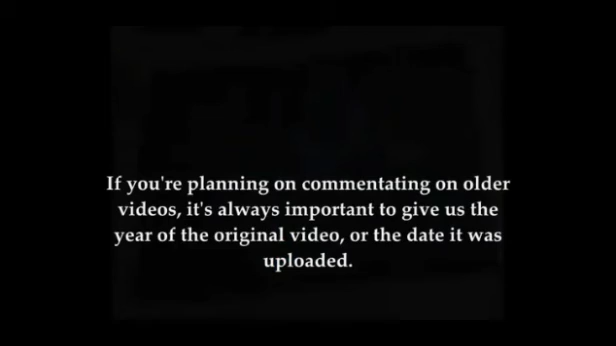 If you're planning on commentating on older
videos, it's always important to give us the
year of the original video, or the date it was
uploaded.